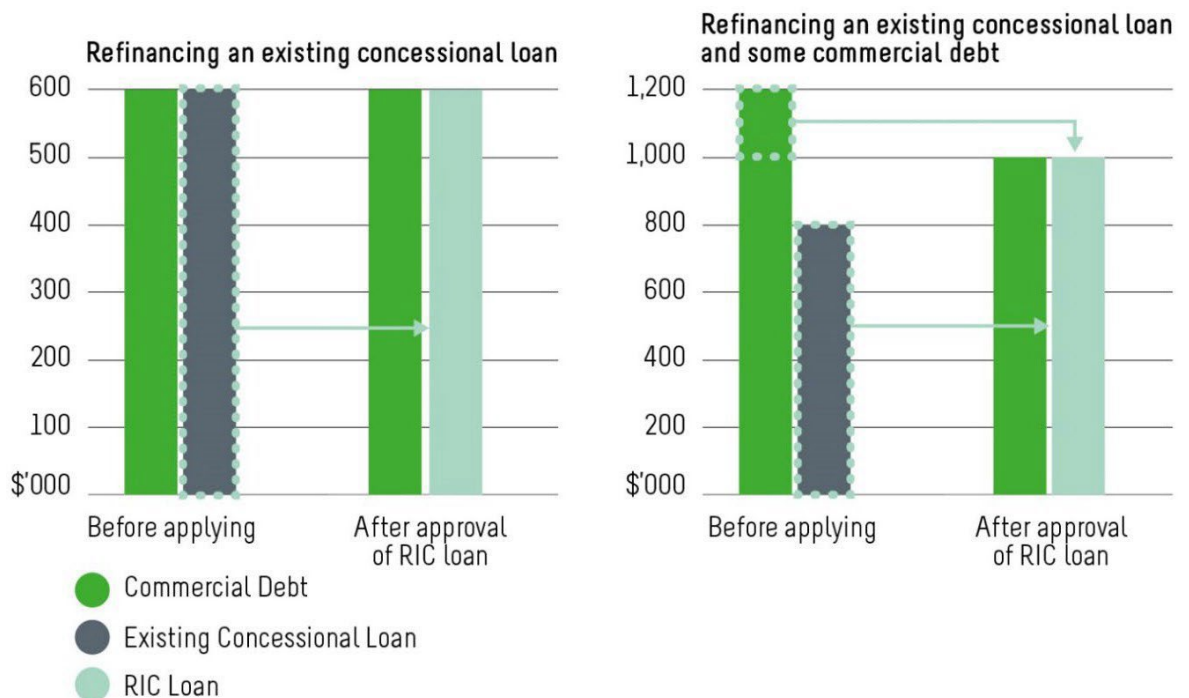 Refinancing an existing concessional loan
600
500
400
300
200
100
$'000
Before applying
After approval
of RIC loan
Refinancing an existing concessional loan
and some commercial debt
1,200
1,000
800
600
400
200
$'000
Before applying
After approval
of RIC loan
Commercial Debt
Existing Concessional Loan
RIC Loan